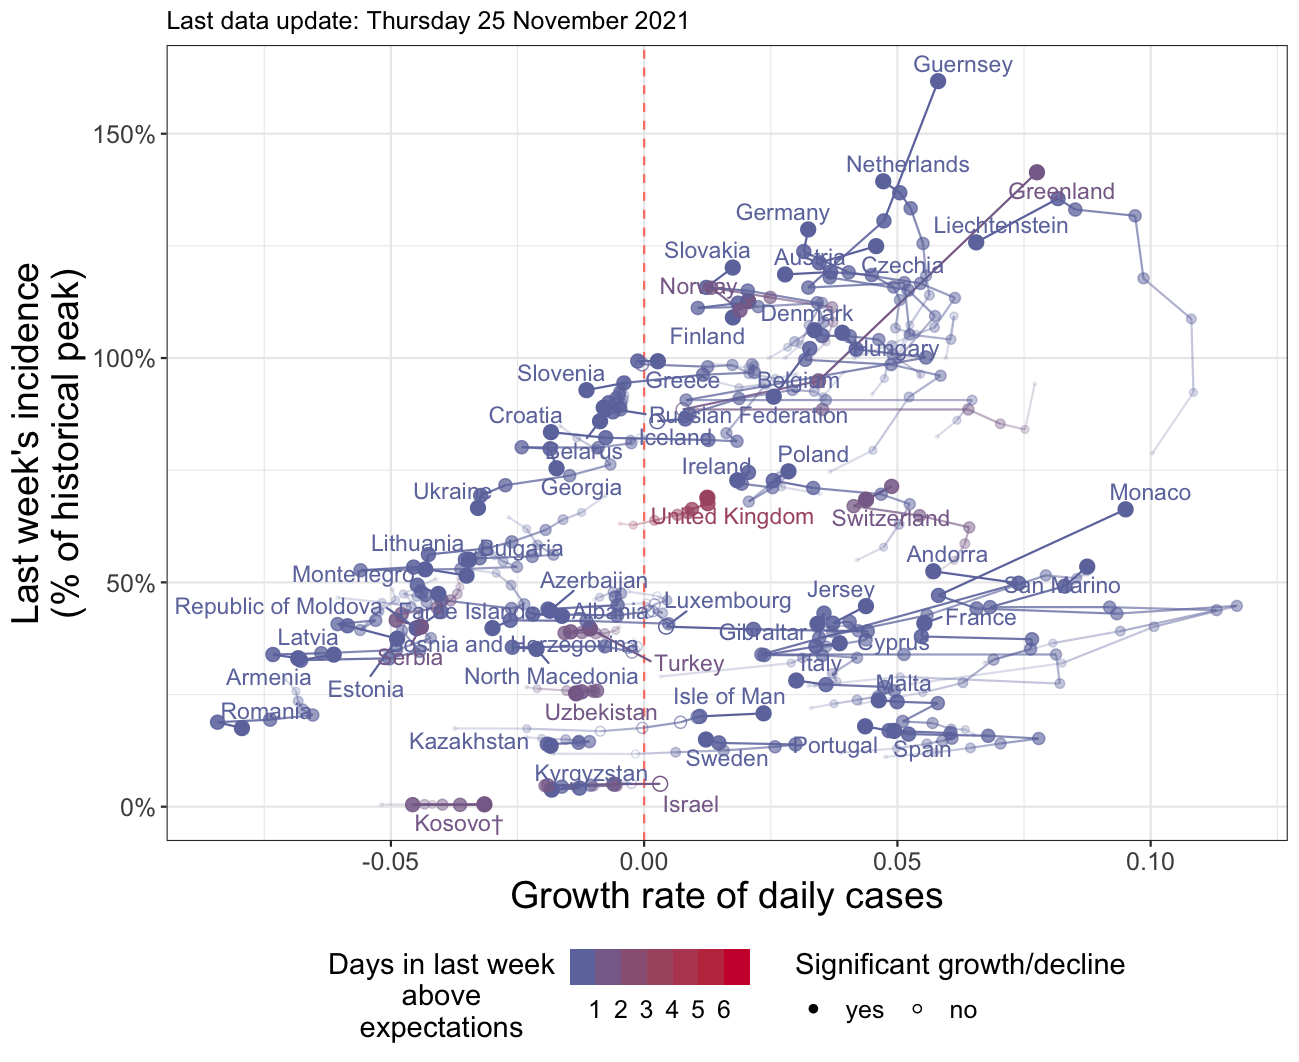 Last data update: Thursday 25 November 2021
Last week's incidence
(% of historical peak)
150%
100%
50%
0%
Guernsey
Netherlands
Greenland
Germany
Liechtenstein
Slovakia
Austria
Czechia
Norway
Denmark
Finland
Hungary
Slovenia
Greece
Belgium
Croatia
Russian Federation
Iceland
Belarus
Ireland
Poland
Ukraine
Georgia
Monaco
United Kingdom
Switzerland
Lithuania
Bulgaria
Andorra
Montenegro
Azerbaijan
San Marino
Jersey
Republic of Moldova
Faroe Islands
Albania
Luxembourg
France
Latvia
Bosnia and Herzegovina
Gibraltar
Cyprus
Serbia
Turkey
Italy
Armenia
Estonia
North Macedonia
Isle of Man
Malta
Romania
Uzbekistan
Kazakhstan
Sweden
Portugal
Spain
Kyrgyzstan
Israel
Kosovo†
-0.05
0.00
0.05
0.10
Growth rate of daily cases
Days in last week
above
expectations
1 2 3 4 5 6
Significant growth/decline
yes
no